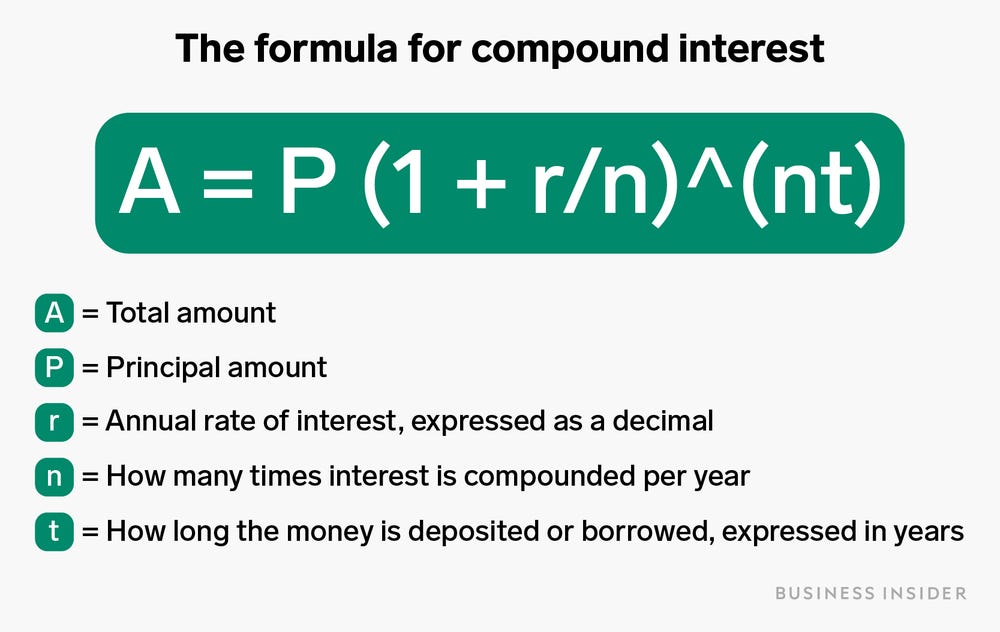 The formula for compound interest
A = P (1 + r/n)^(nt)
A = Total amount
P = Principal amount
r = Annual rate of interest, expressed as a decimal
n = How many times interest is compounded per year
t = How long the money is deposited or borrowed, expressed in years
BUSINESS INSIDER